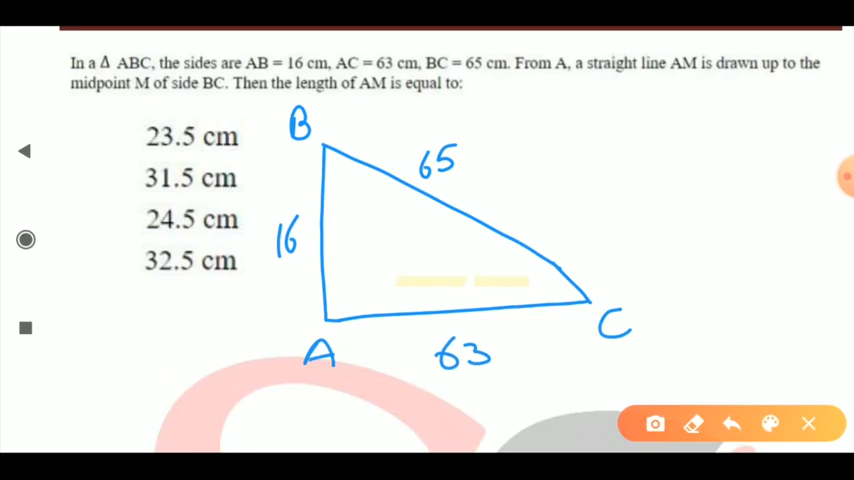 In a Δ ABC, the sides are AB = 16 cm, AC = 63 cm, BC = 65 cm. From A, a straight line AM is drawn up to the
midpoint M of side BC. Then the length of AM is equal to:
23.5 cm
31.5 cm
24.5 cm
32.5 cm
B
65
16
A
63
C